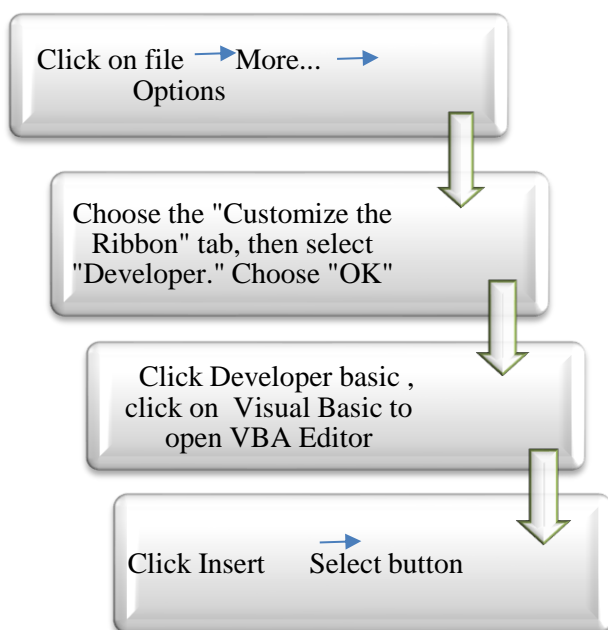 Click on file More...
Options
Choose the "Customize the
Ribbon" tab, then select
"Developer." Choose "OK"
Click Developer basic ,
click on Visual Basic to
open VBA Editor
Click Insert Select button